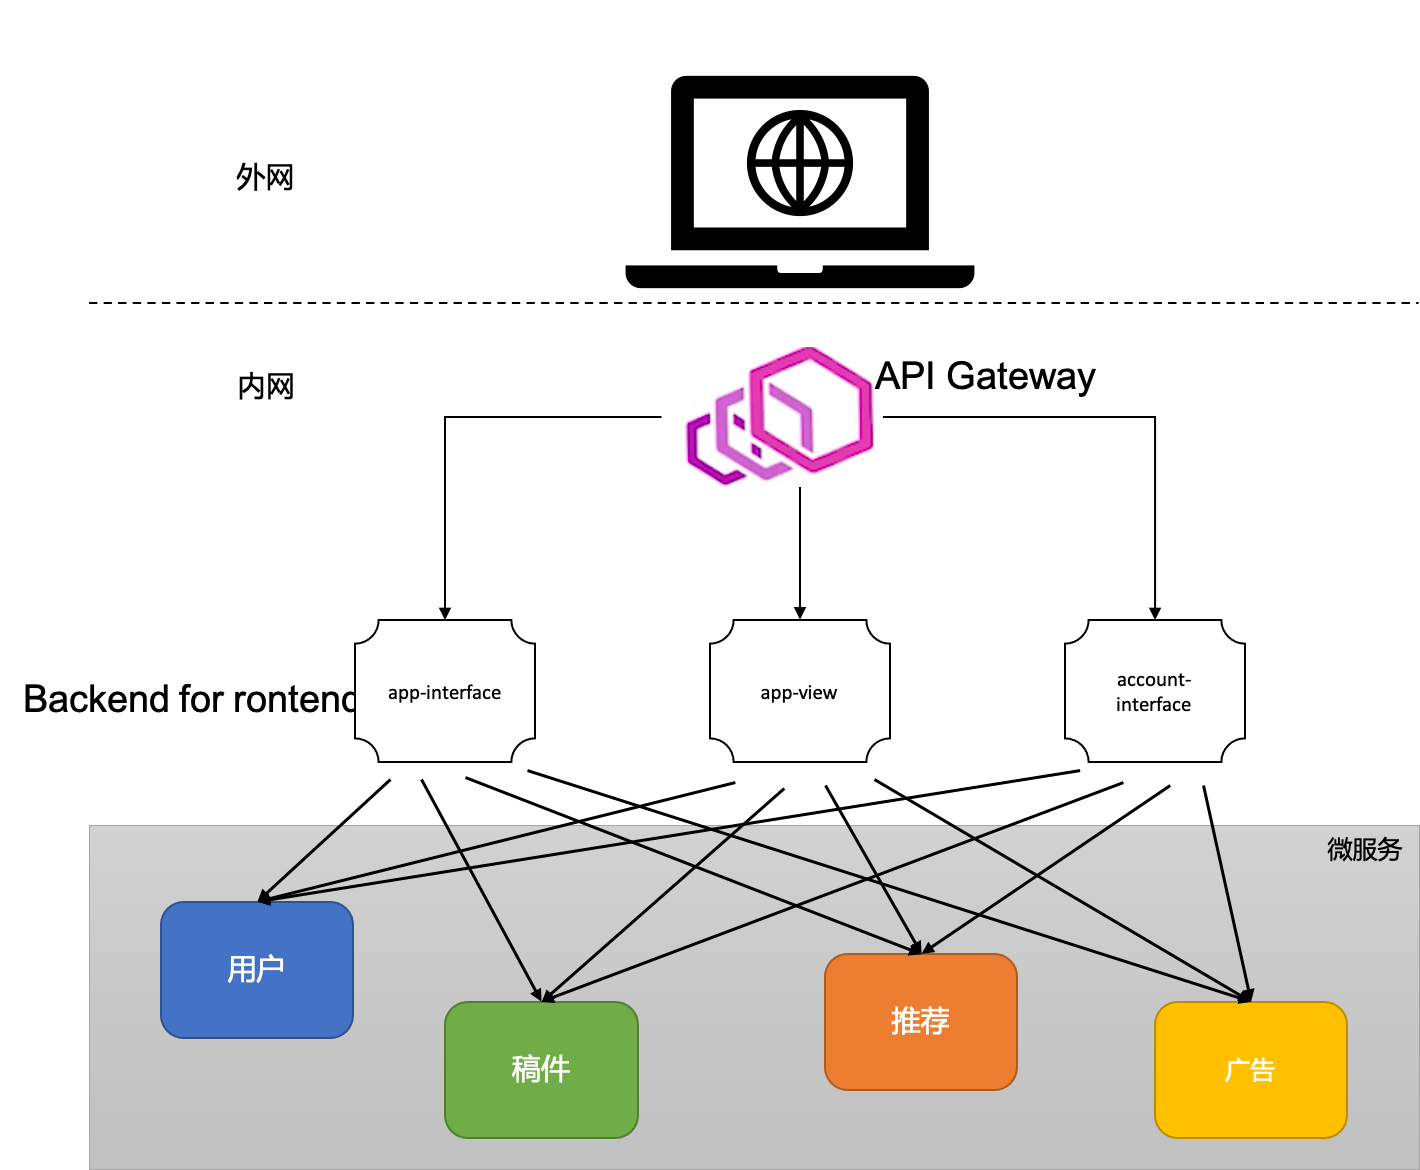 外网
内网
API Gateway
Backend for rontend
app-interface
app-view
account-
interface
微服务
用户
稿件
推荐
广告